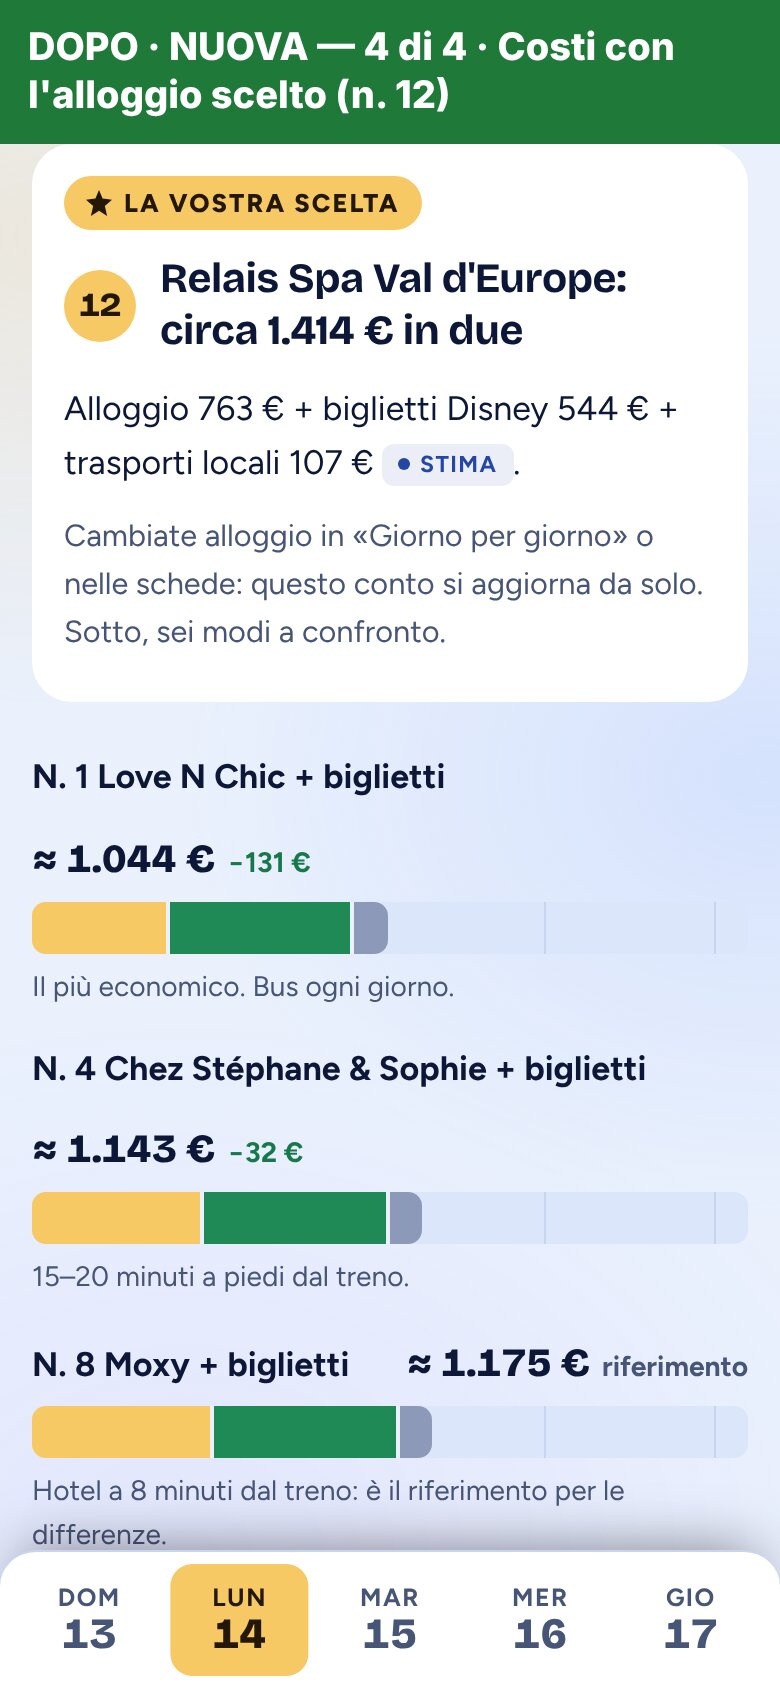 DOPO · NUOVA — 4 di 4 · Costi con
l'alloggio scelto (n. 12)
★ LA VOSTRA SCELTA
12
Relais Spa Val d'Europe:
circa 1.414 € in due
Alloggio 763 € + biglietti Disney 544 € +
trasporti locali 107 € • STIMA.
Cambiate alloggio in «Giorno per giorno» o
nelle schede: questo conto si aggiorna da solo.
Sotto, sei modi a confronto.
N. 1 Love N Chic + biglietti
≈ 1.044 € −131 €
Il più economico. Bus ogni giorno.
N. 4 Chez Stéphane & Sophie + biglietti
≈ 1.143 € −32 €
15–20 minuti a piedi dal treno.
N. 8 Moxy + biglietti ≈ 1.175 € riferimento
Hotel a 8 minuti dal treno: è il riferimento per le
differenze.
DOM LUN MAR MER GIO
13 14 15 16 17